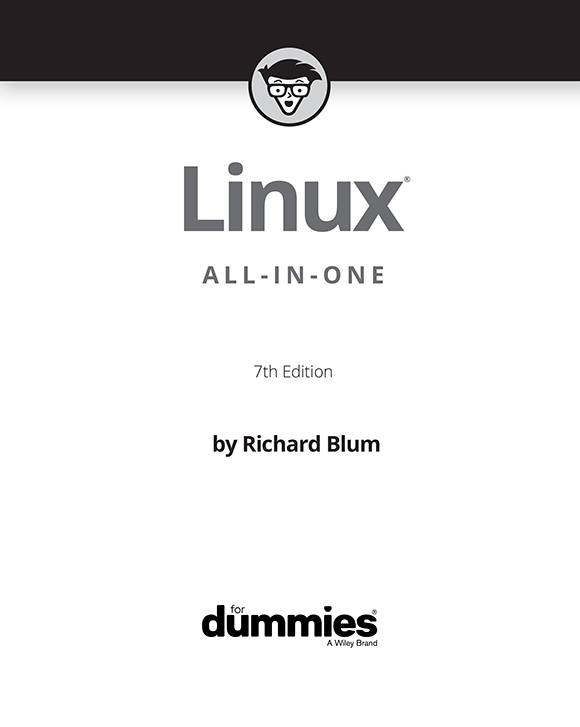 Linux®
ALL-IN-ONE
7th Edition
by Richard Blum
for
dummies®
A Wiley Brand